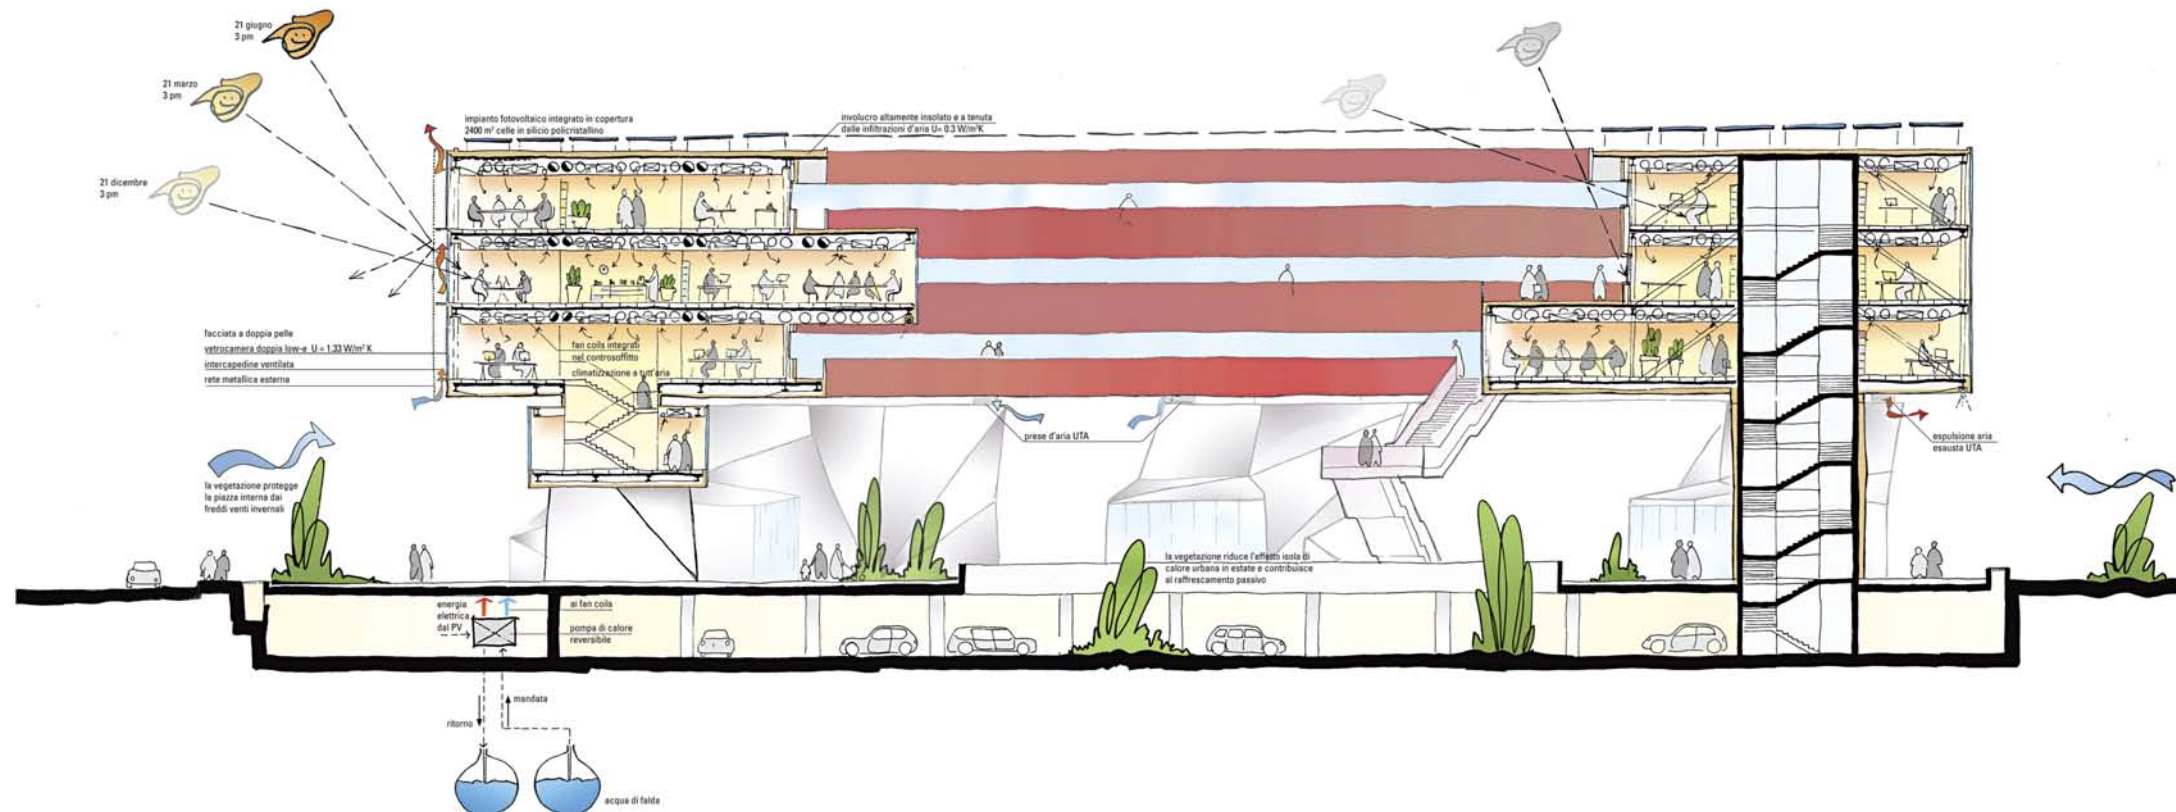 21 giugno
3 pm
21 marzo
3 pm
21 dicembre
3 pm
impianto fotovoltaico integrato in copertura
2400 m² celle in silicio policristallino
involucro altamente insolato e a tenuta
dalle infiltrazioni d'aria U= 0.3 W/m²K
facciata a doppia pelle
vetrocamera doppia low-e U = 1.33 W/m² K
intercapedine ventilata
rete metallica esterna
fan coils integrati
nel controsoffitto
climatizzazione a tutt'aria
prese d'aria UTA
espulsione aria
esausta UTA
la vegetazione protegge
la piazza interna dai
freddi venti invernali
la vegetazione riduce l'effetto isola di
calore urbana in estate e contribuisce
al raffrescamento passivo
energia
elettrica
dal PV
ai fan coils
pompa di calore
reversibile
mandata
ritorno
acqua di falda